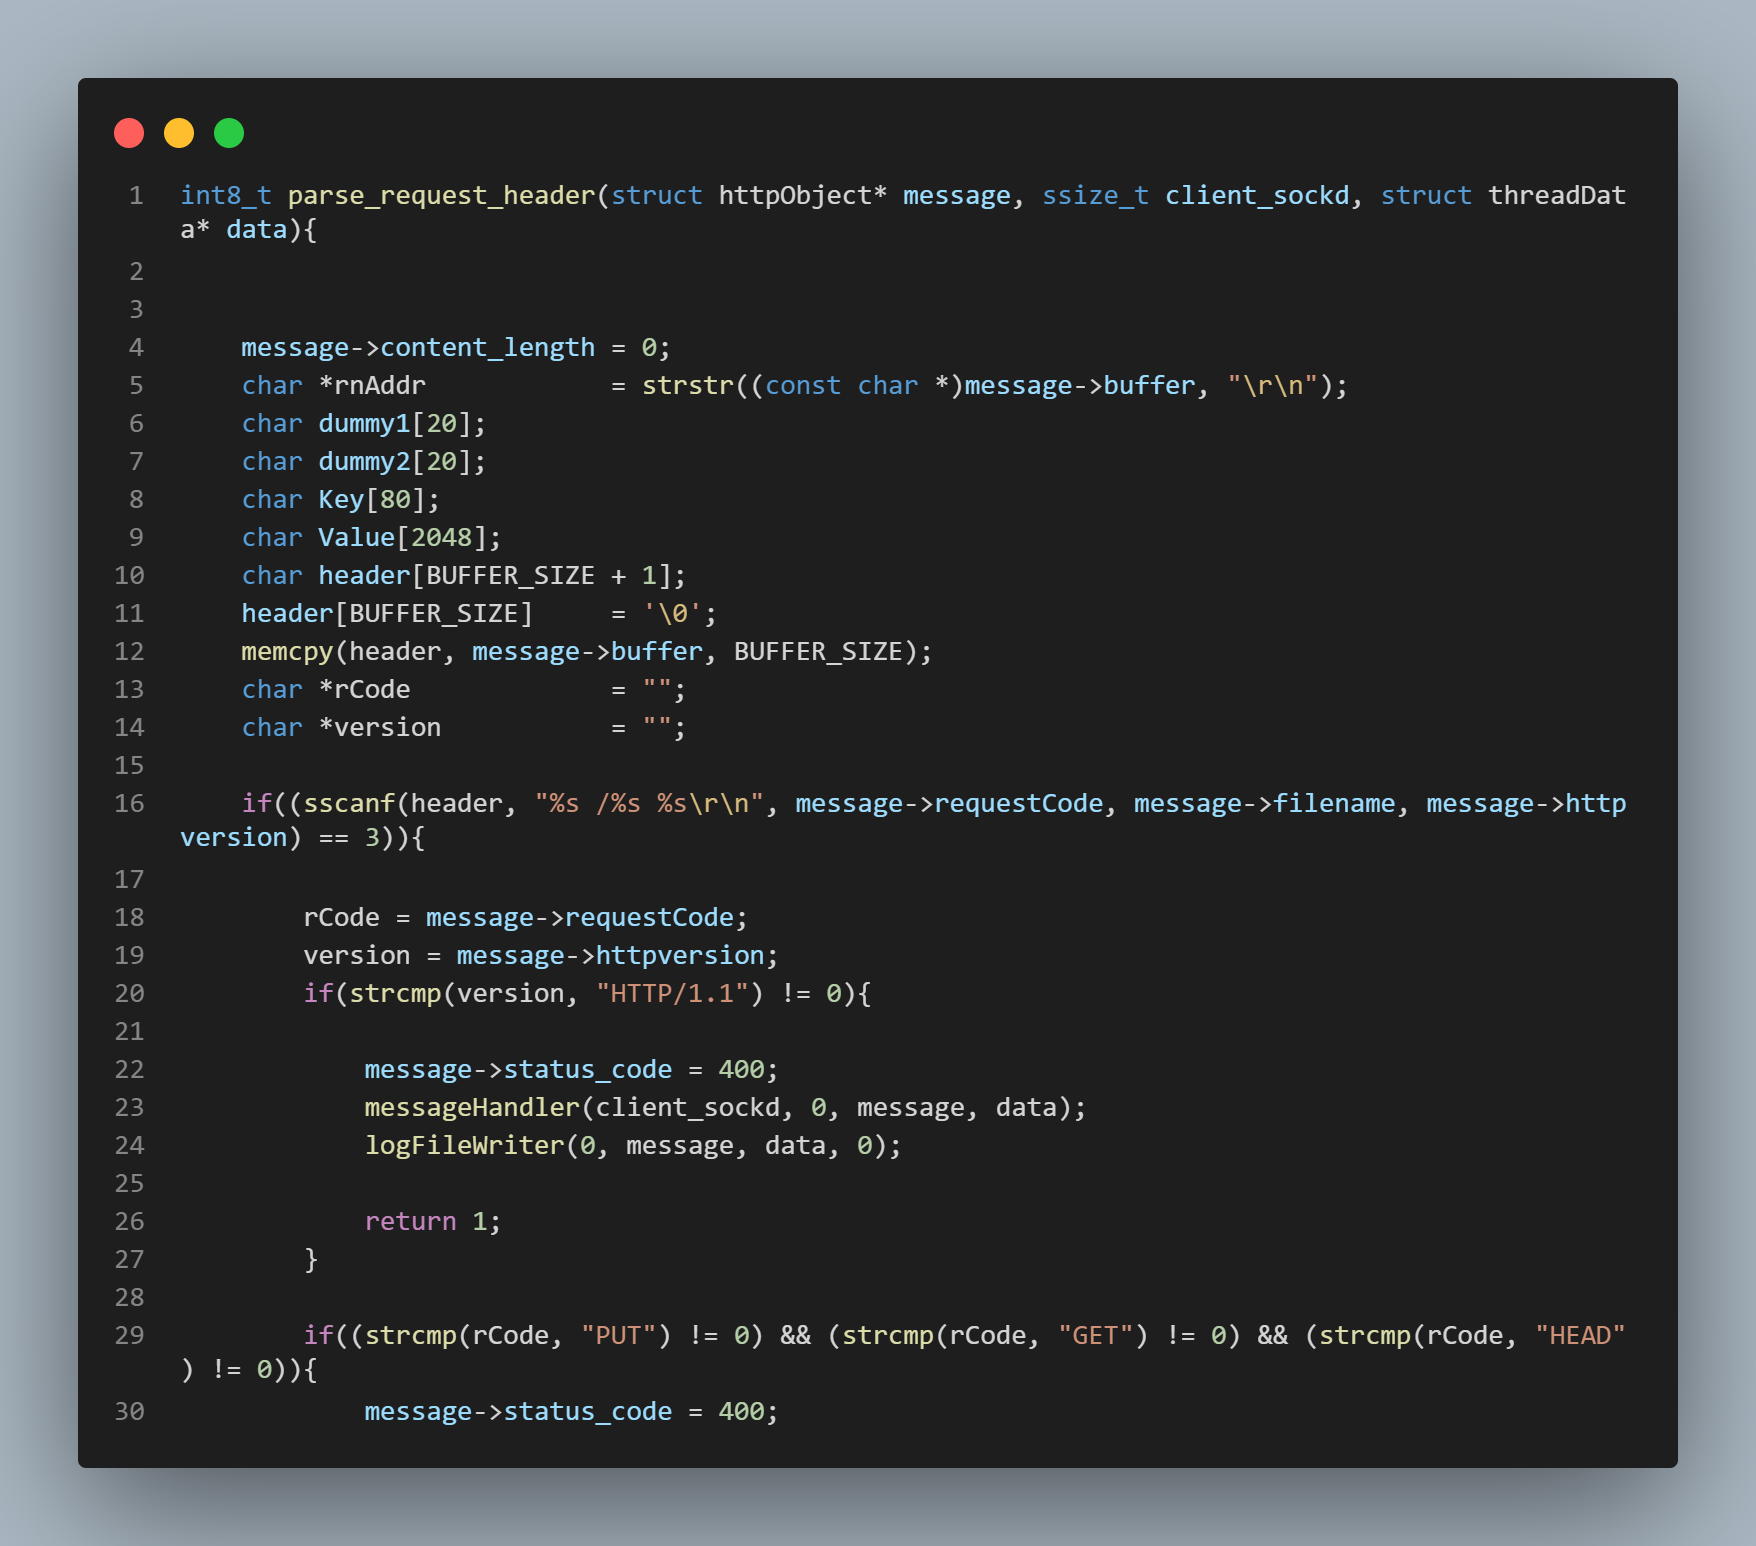 1 int8_t parse_request_header(struct httpObject* message, ssize_t client_sockd, struct threadDat
a* data){
2
3
4     message->content_length = 0;
5     char *rnAddr            = strstr((const char *)message->buffer, "\r\n");
6     char dummy1[20];
7     char dummy2[20];
8     char Key[80];
9     char Value[2048];
10     char header[BUFFER_SIZE + 1];
11     header[BUFFER_SIZE]     = '\0';
12     memcpy(header, message->buffer, BUFFER_SIZE);
13     char *rCode             = "";
14     char *version           = "";
15
16     if((sscanf(header, "%s /%s %s\r\n", message->requestCode, message->filename, message->http
version) == 3)){
17
18         rCode = message->requestCode;
19         version = message->httpversion;
20         if(strcmp(version, "HTTP/1.1") != 0){
21
22             message->status_code = 400;
23             messageHandler(client_sockd, 0, message, data);
24             logFileWriter(0, message, data, 0);
25
26             return 1;
27         }
28
29         if((strcmp(rCode, "PUT") != 0) && (strcmp(rCode, "GET") != 0) && (strcmp(rCode, "HEAD"
) != 0)){
30             message->status_code = 400;